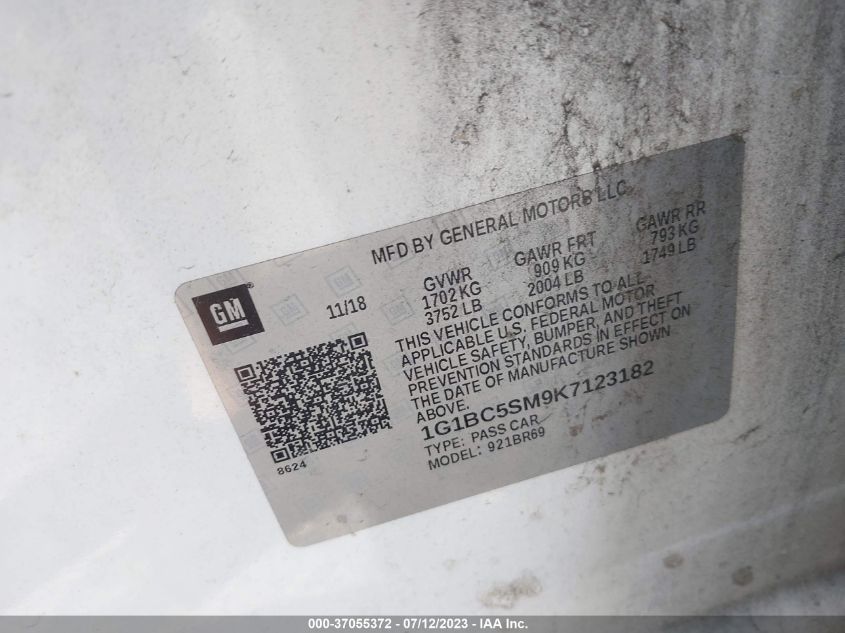 MFD BY GENERAL MOTORS LLC
GM®
11/18
GVWR
1702 KG
3752 LB
GAWR FRT
909 KG
2004 LB
GAWR RR
793 KG
1749 LB
THIS VEHICLE CONFORMS TO ALL
APPLICABLE U.S. FEDERAL MOTOR
VEHICLE SAFETY, BUMPER, AND THEFT
PREVENTION STANDARDS IN EFFECT ON
THE DATE OF MANUFACTURE SHOWN
ABOVE.
1G1BC5SM9K7123182
TYPE: PASS CAR
MODEL: 921BR69
8624
000-37055372 - 07/12/2023 - IAA Inc.